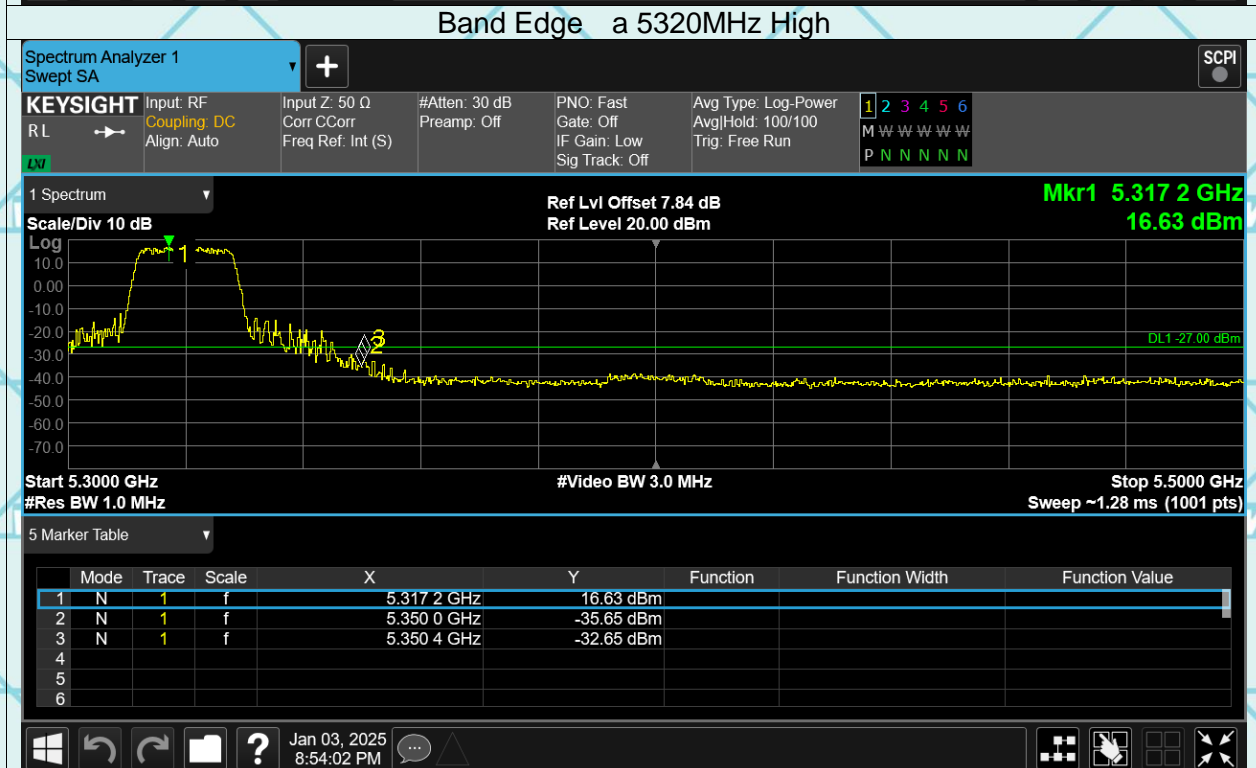 Band Edge a 5320MHz High
Spectrum Analyzer 1
Swept SA
+
SCPI
KEYSIGHT
R L
LXI
Input: RF
Coupling: DC
Align: Auto
Input Z: 50 Ω
Corr CCorr
Freq Ref: Int (S)
#Atten: 30 dB
Preamp: Off
PNO: Fast
Gate: Off
IF Gain: Low
Sig Track: Off
Avg Type: Log-Power
Avg|Hold: 100/100
Trig: Free Run
1 2 3 4 5 6
M W W W W W
P N N N N N
1 Spectrum
Ref Lvl Offset 7.84 dB
Mkr1 5.317 2 GHz
Scale/Div 10 dB
Ref Level 20.00 dBm
16.63 dBm
Log
10.0
0.00
-10.0
-20.0
-30.0
-40.0
-50.0
-60.0
-70.0
1
3
2
DL1 -27.00 dBm
Start 5.3000 GHz
#Video BW 3.0 MHz
Stop 5.5000 GHz
#Res BW 1.0 MHz
Sweep ~1.28 ms (1001 pts)
5 Marker Table
Mode Trace Scale X Y Function Function Width Function Value
1 N 1 f 5.317 2 GHz 16.63 dBm
2 N 1 f 5.350 0 GHz -35.65 dBm
3 N 1 f 5.350 4 GHz -32.65 dBm
4
5
6
?
Jan 03, 2025
8:54:02 PM